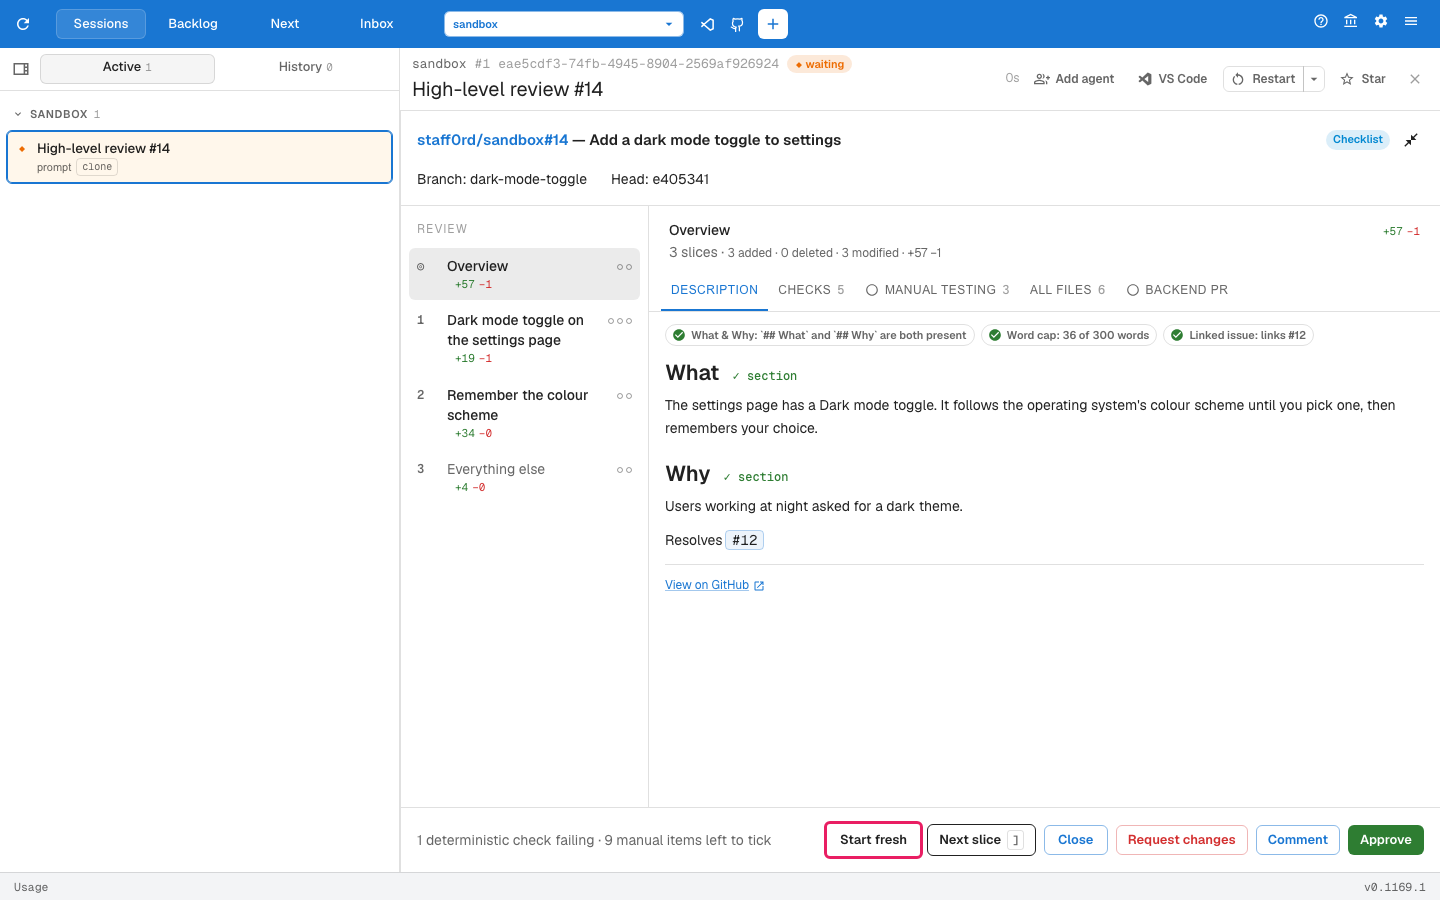 Sessions
Backlog
Next
Inbox
sandbox
Active 1
History 0
SANDBOX 1
High-level review #14
prompt clone
sandbox #1 eae5cdf3-74fb-4945-8904-2569af926924 waiting
High-level review #14
0s
Add agent
VS Code
Restart
Star
staff0rd/sandbox#14 — Add a dark mode toggle to settings
Checklist
Branch: dark-mode-toggle Head: e405341
REVIEW
Overview
+57 −1
1 Dark mode toggle on
the settings page
+19 −1
2 Remember the colour
scheme
+34 −0
3 Everything else
+4 −0
Overview
+57 −1
3 slices · 3 added · 0 deleted · 3 modified · +57 −1
DESCRIPTION
CHECKS 5
MANUAL TESTING 3
ALL FILES 6
BACKEND PR
What & Why: `## What` and `## Why` are both present
Word cap: 36 of 300 words
Linked issue: links #12
What ✓ section
The settings page has a Dark mode toggle. It follows the operating system's colour scheme until you pick one, then
remembers your choice.
Why ✓ section
Users working at night asked for a dark theme.
Resolves #12
View on GitHub
1 deterministic check failing · 9 manual items left to tick
Start fresh
Next slice ]
Close
Request changes
Comment
Approve
Usage
v0.1169.1